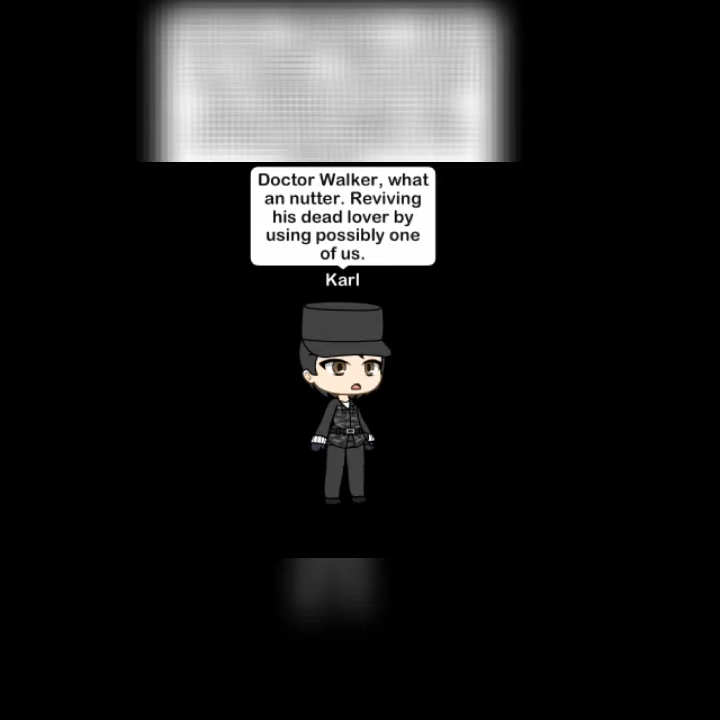 Doctor Walker, what
an nutter. Reviving
his dead lover by
using possibly one
of us.
Karl